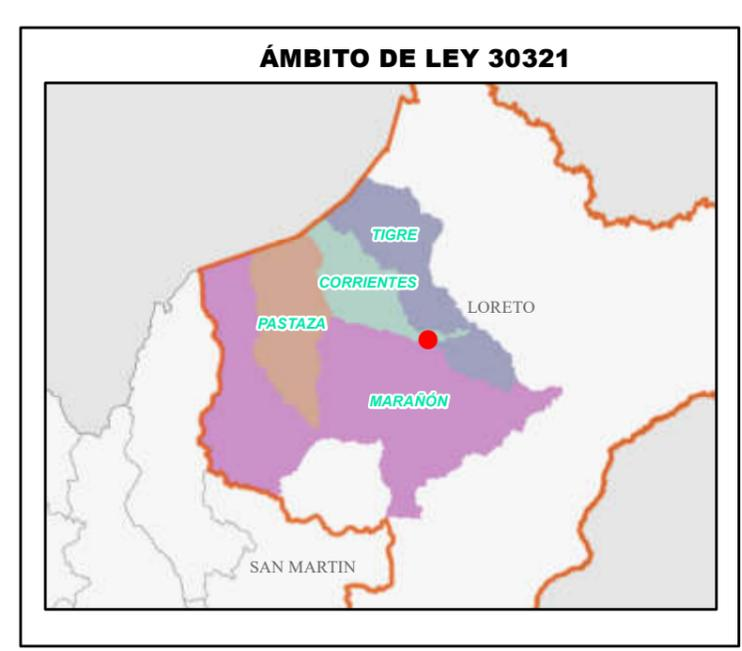 ÁMBITO DE LEY 30321
TIGRE
CORRIENTES
LORETO
PASTAZA
MARAÑÓN
SAN MARTIN